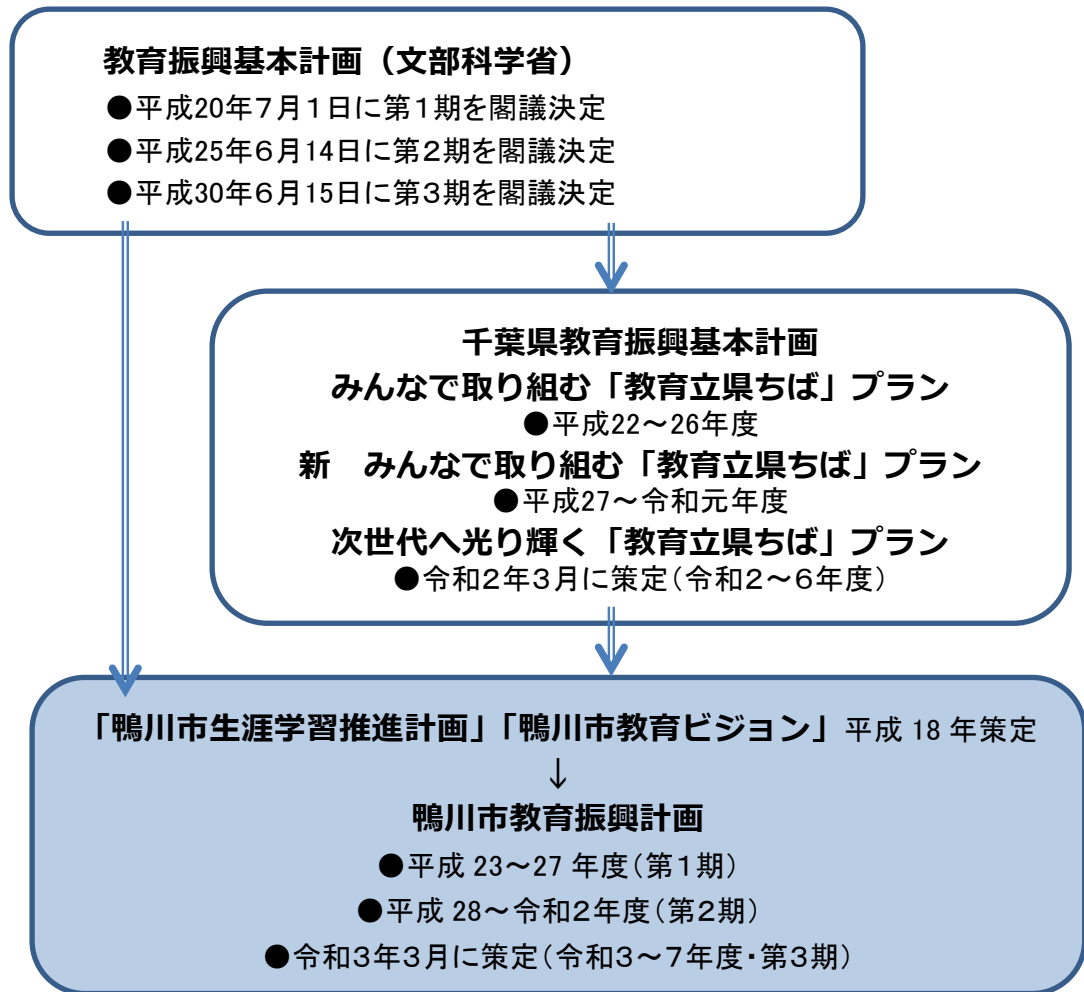 教育振興基本計画（文部科学省）
●平成20年７月１日に第１期を閣議決定
●平成25年６月14日に第２期を閣議決定
●平成30年６月15日に第３期を閣議決定
千葉県教育振興基本計画
みんなで取り組む「教育立県ちば」プラン
●平成22～26年度
新　みんなで取り組む「教育立県ちば」プラン
●平成27～令和元年度
次世代へ光り輝く「教育立県ちば」プラン
●令和２年３月に策定（令和２～６年度）
「鴨川市生涯学習推進計画」「鴨川市教育ビジョン」平成 18 年策定
↓
鴨川市教育振興計画
●平成 23～27 年度（第１期）
●平成 28～令和２年度（第２期）
●令和３年３月に策定（令和３～７年度・第３期）